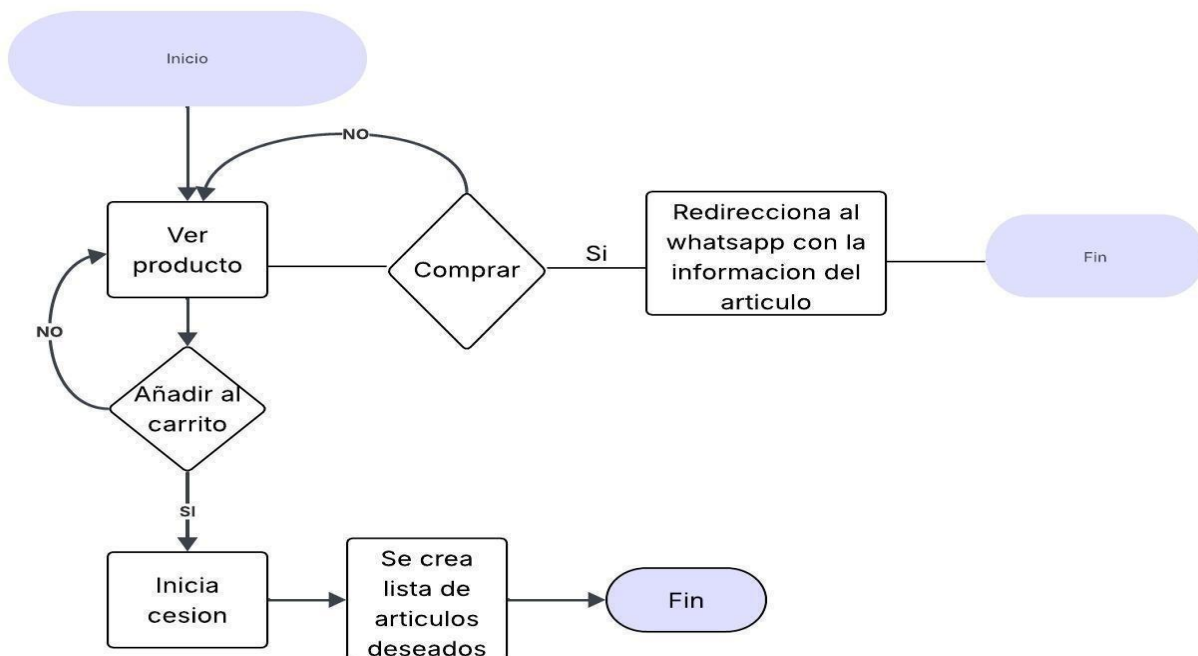 Inicio
NO
Ver
producto
Comprar
Si
Redirecciona al
whatsapp con la
informacion del
articulo
Fin
NO
Añadir al
carrito
SI
Inicia
cesion
Se crea
lista de
articulos
deseados
Fin